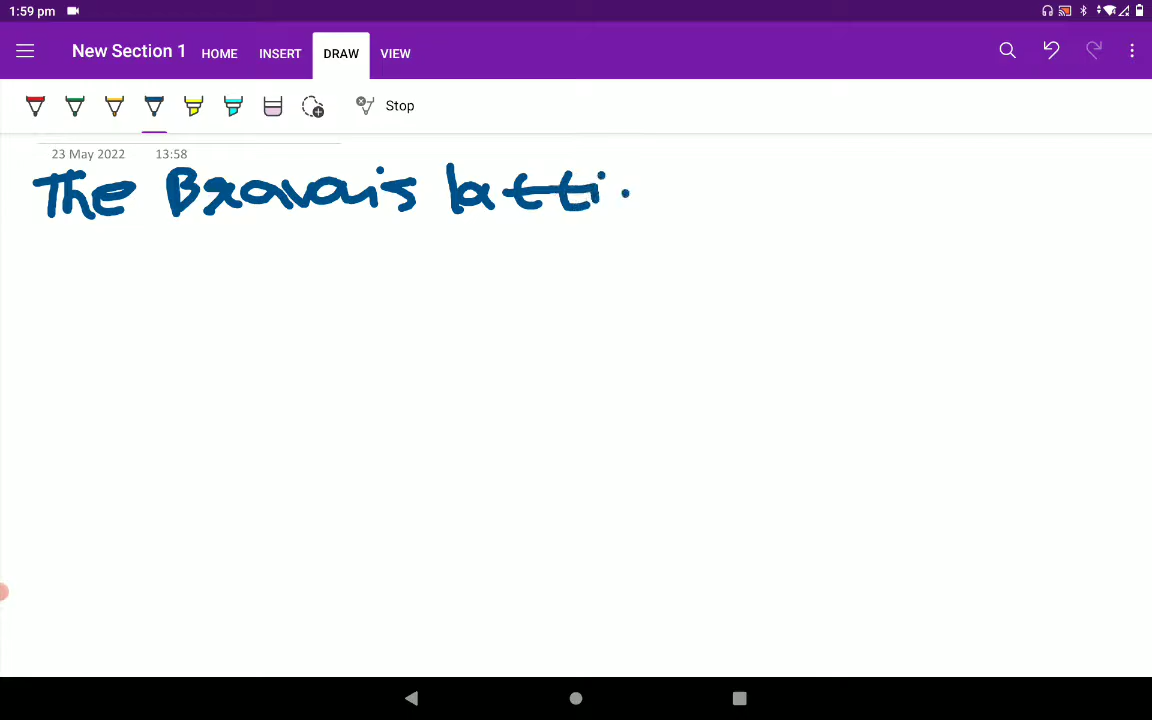 1:59 pm
New Section 1 HOME INSERT DRAW VIEW
Stop
23 May 2022 13:58
The Bravais latti.